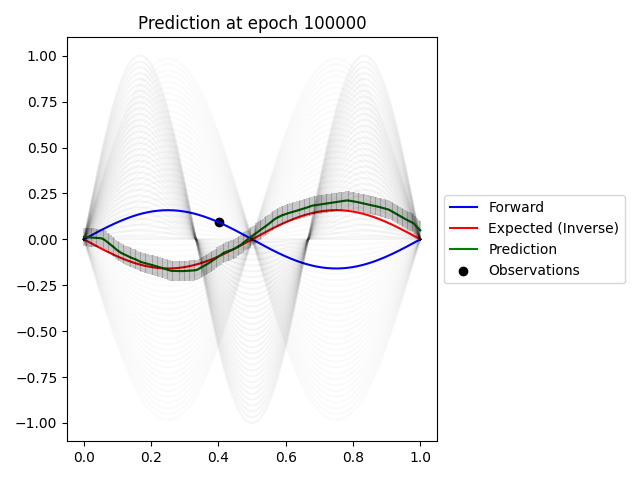 Prediction at epoch 100000
1.00
0.75
0.50
0.25
0.00
−0.25
−0.50
−0.75
−1.00
0.0 0.2 0.4 0.6 0.8 1.0
Forward
Expected (Inverse)
Prediction
Observations